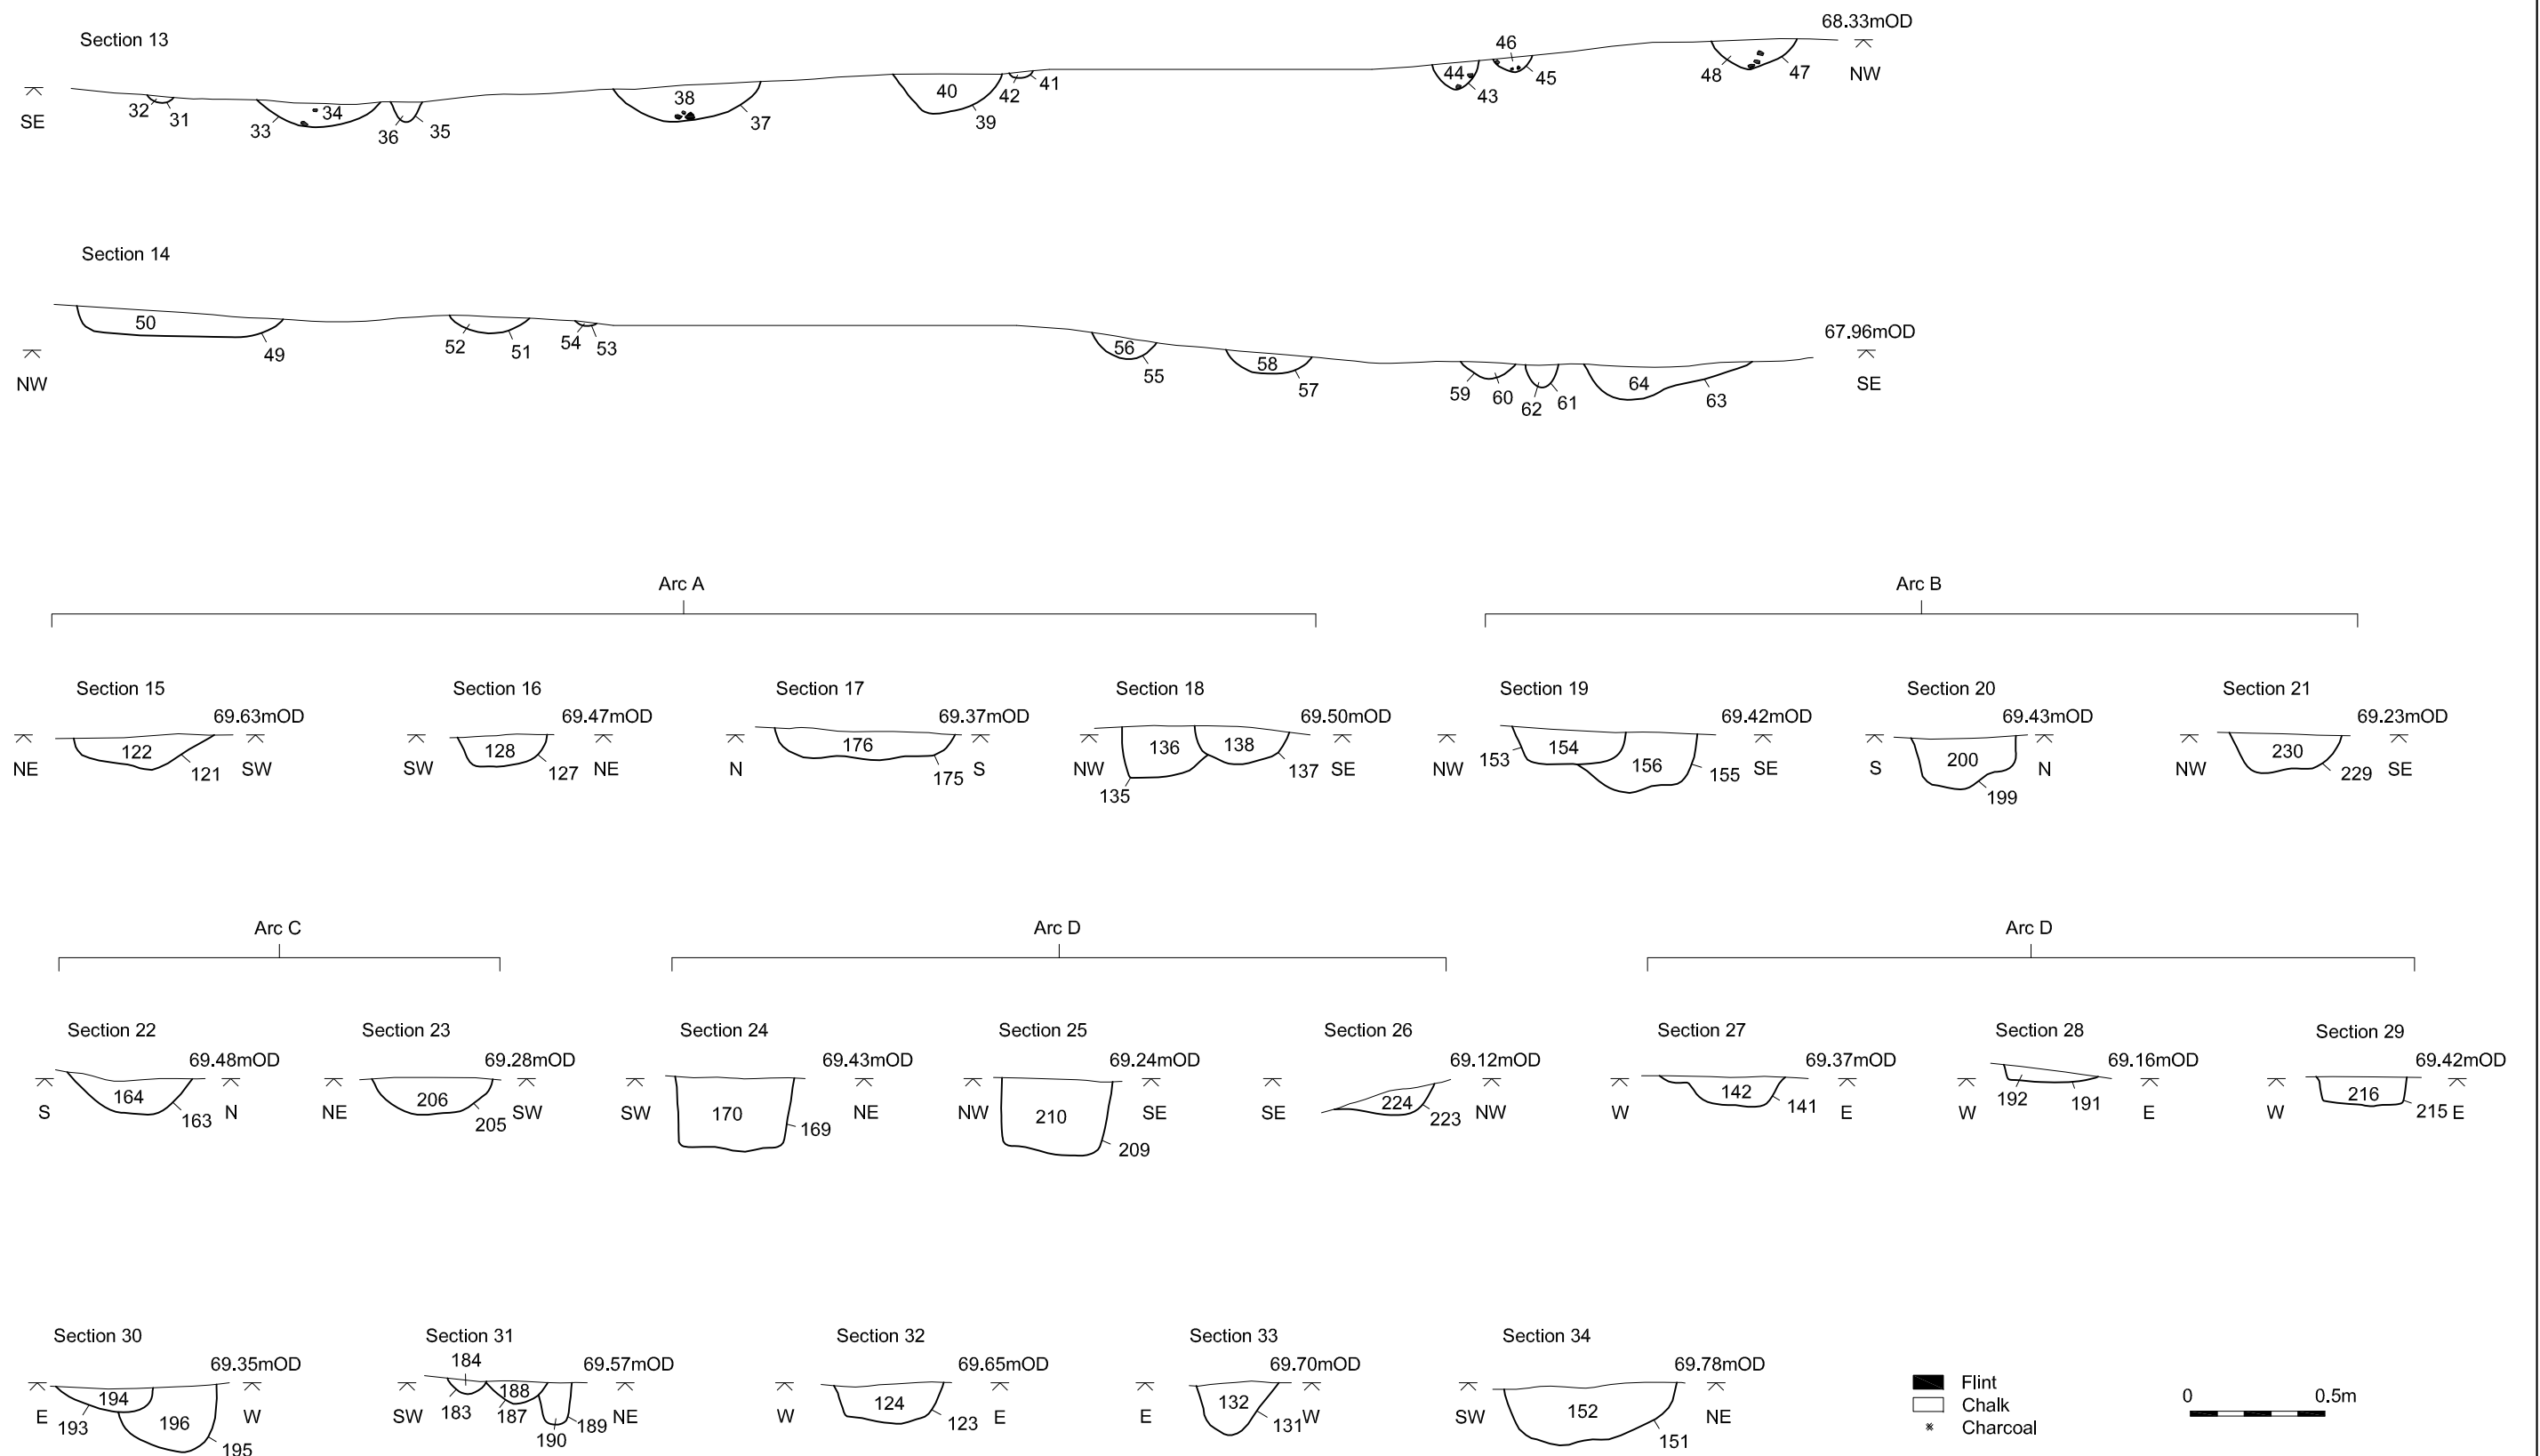 Section 13
68.33mOD
SE
NW
32
31
33
34
36
35
38
37
40
39
42
41
44
43
46
45
48
47
Section 14
67.96mOD
NW
SE
50
49
52
51
54
53
56
55
58
57
59
60
62
61
64
63
Arc A
Arc B
Section 15
69.63mOD
NE
122
121
SW
Section 16
69.47mOD
SW
128
127
NE
Section 17
69.37mOD
N
176
175
S
Section 18
69.50mOD
NW
136
138
135
137
SE
Section 19
69.42mOD
NW
153
154
156
155
SE
Section 20
69.43mOD
S
200
199
N
Section 21
69.23mOD
NW
230
229
SE
Arc C
Arc D
Arc D
Section 22
69.48mOD
S
164
163
N
Section 23
69.28mOD
NE
206
205
SW
Section 24
69.43mOD
SW
170
169
NE
Section 25
69.24mOD
NW
210
209
SE
Section 26
69.12mOD
SE
224
223
NW
Section 27
69.37mOD
W
142
141
E
Section 28
69.16mOD
W
192
191
E
Section 29
69.42mOD
W
216
215
E
Section 30
69.35mOD
E
194
193
196
195
W
Section 31
69.57mOD
SW
184
183
188
187
190
189
NE
Section 32
69.65mOD
W
124
123
E
Section 33
69.70mOD
E
132
131
W
Section 34
69.78mOD
SW
152
151
NE
Flint
Chalk
Charcoal
0 0.5m